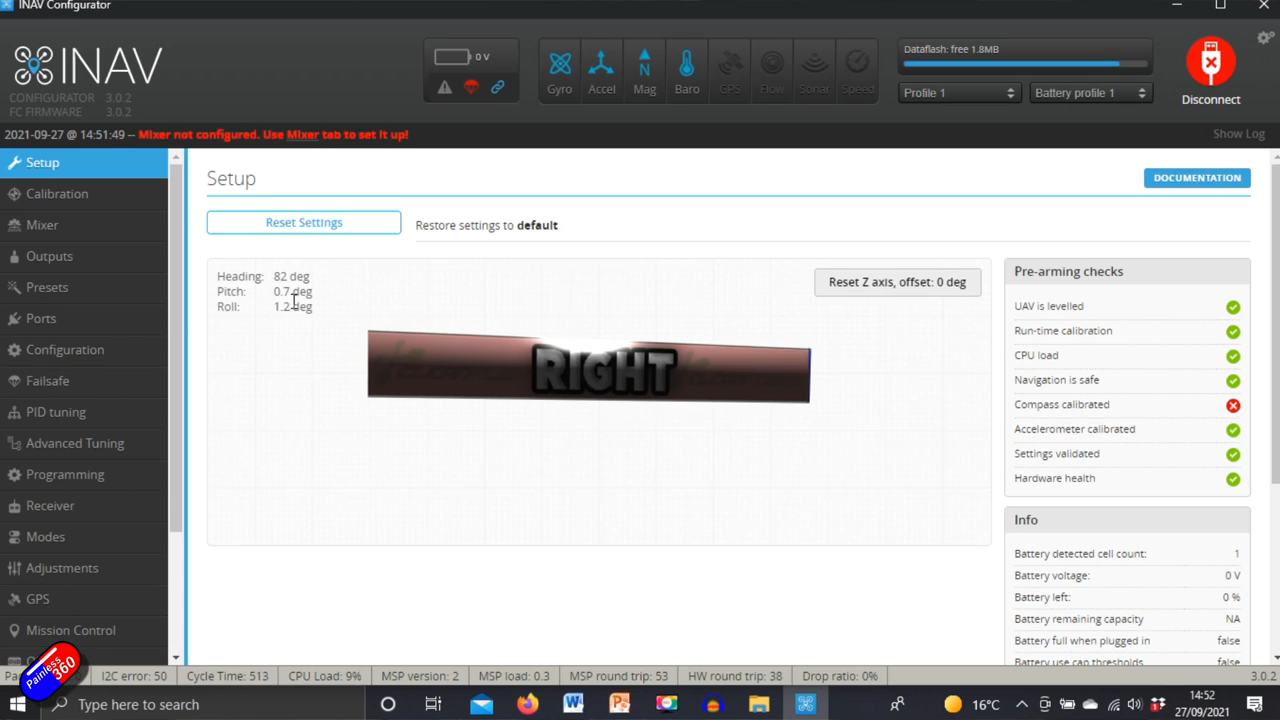 INAV Configurator
INAV
CONFIGURATOR 3.0.2
FC FIRMWARE 3.0.2
0 V
Gyro Accel Mag Baro GPS Flow Sonar Speed
Dataflash: free 1.8MB
Profile 1 Battery profile 1
Disconnect
2021-09-27 @ 14:51:49 -- Mixer not configured. Use Mixer tab to set it up!
Show Log
Setup
Calibration
Mixer
Outputs
Presets
Ports
Configuration
Failsafe
PID tuning
Advanced Tuning
Programming
Receiver
Modes
Adjustments
GPS
Mission Control
Setup
DOCUMENTATION
Reset Settings
Restore settings to default
Heading: 82 deg
Pitch: 0.7 deg
Roll: 1.2 deg
Reset Z axis, offset: 0 deg
RIGHT
Pre-arming checks
UAV is levelled
Run-time calibration
CPU load
Navigation is safe
Compass calibrated
Accelerometer calibrated
Settings validated
Hardware health
Info
Battery detected cell count: 1
Battery voltage: 0 V
Battery left: 0 %
Battery remaining capacity NA
Battery full when plugged in false
Battery use cap thresholds false
Painless360
I2C error: 50 Cycle Time: 513 CPU Load: 9% MSP version: 2 MSP load: 0.3 MSP round trip: 53 HW round trip: 38 Drop ratio: 0% 3.0.2
Type here to search
16°C
14:52
27/09/2021